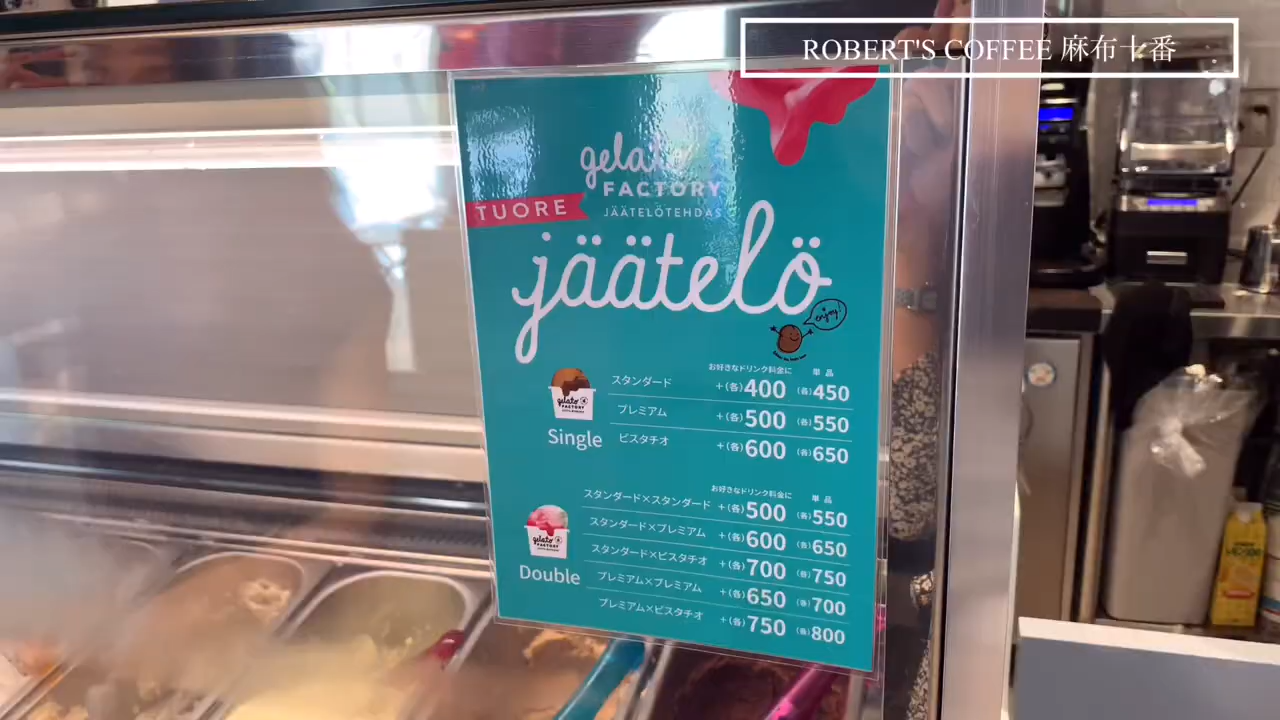 ROBERT'S COFFEE 麻布十番
gelato
FACTORY
TUORE
JÄÄTELÖTEHDAS
jäätelö
enjoy!
お好きなドリンク料金に 単品
スタンダード +(各)400 (各)450
プレミアム +(各)500 (各)550
ピスタチオ +(各)600 (各)650
gelato
FACTORY
Single
お好きなドリンク料金に 単品
スタンダード×スタンダード +(各)500 (各)550
スタンダード×プレミアム +(各)600 (各)650
スタンダード×ピスタチオ +(各)700 (各)750
プレミアム×プレミアム +(各)650 (各)700
プレミアム×ピスタチオ +(各)750 (各)800
gelato
FACTORY
Double